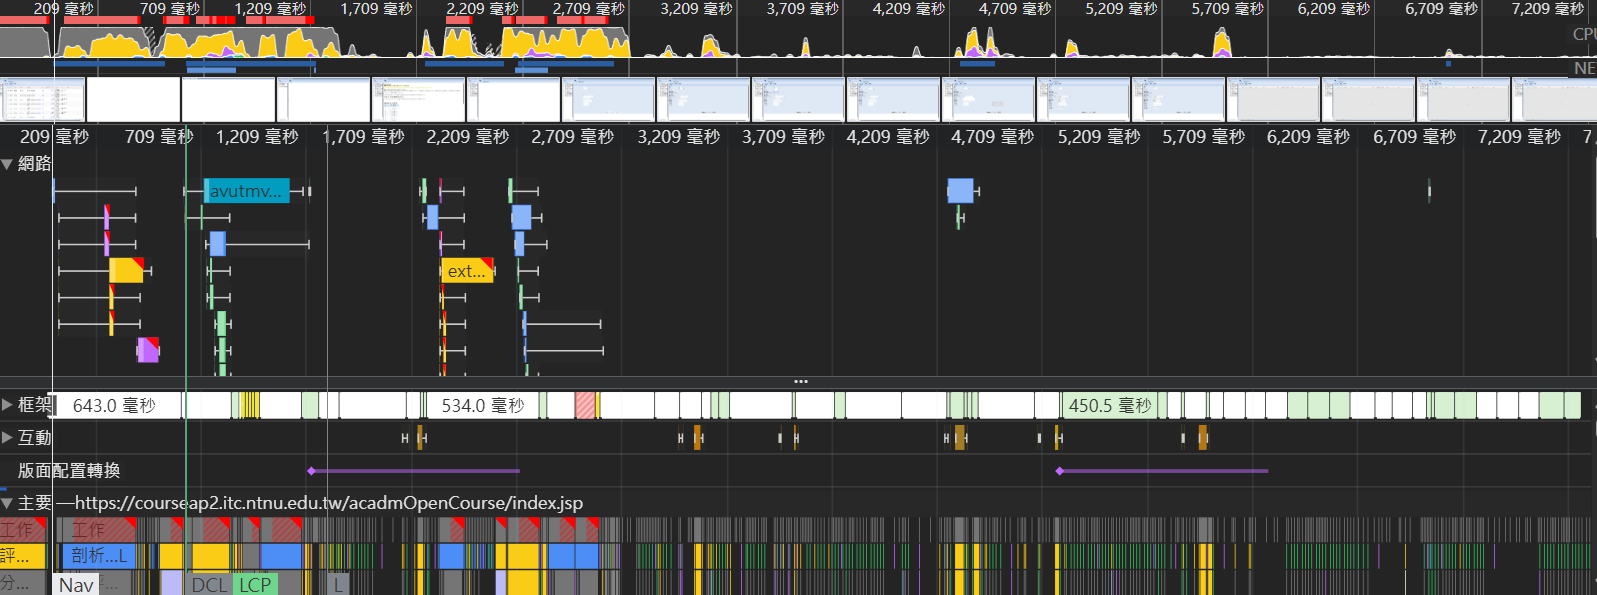 209 毫秒 709 毫秒 1,209 毫秒 1,709 毫秒 2,209 毫秒 2,709 毫秒 3,209 毫秒 3,709 毫秒 4,209 毫秒 4,709 毫秒 5,209 毫秒 5,709 毫秒 6,209 毫秒 6,709 毫秒 7,209 毫秒
CPU
NE
209 毫秒 709 毫秒 1,209 毫秒 1,709 毫秒 2,209 毫秒 2,709 毫秒 3,209 毫秒 3,709 毫秒 4,209 毫秒 4,709 毫秒 5,209 毫秒 5,709 毫秒 6,209 毫秒 6,709 毫秒 7,209 毫秒 7
網路
avutmv...
ext...
框架 643.0 毫秒 534.0 毫秒 450.5 毫秒
互動
版面配置轉換
主要 —https://courseap2.itc.ntnu.edu.tw/acadmOpenCourse/index.jsp
工作 工作
評... 剖析...L
分... Nav DCL LCP L